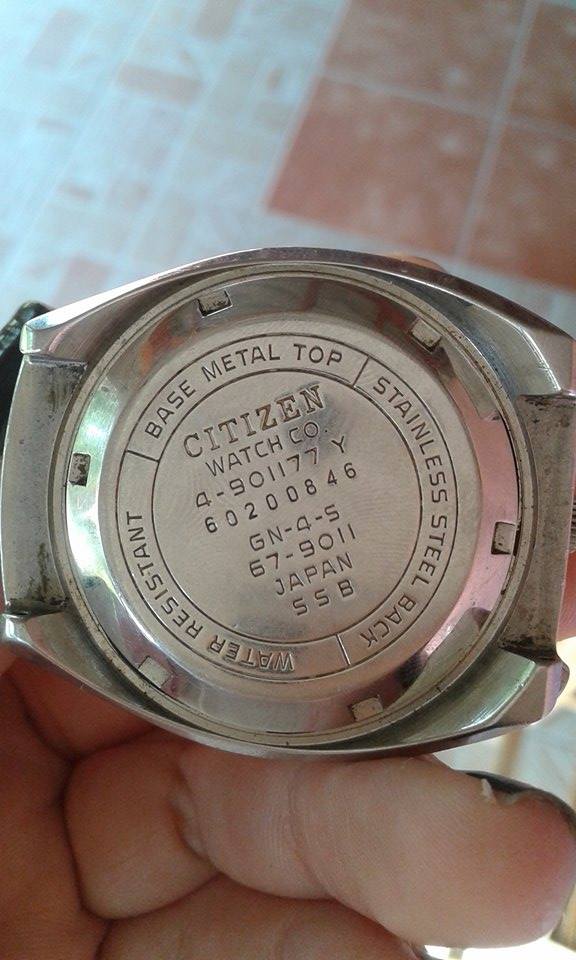 BASE METAL TOP
STAINLESS STEEL BACK
WATER RESISTANT
CITIZEN
WATCH CO.
4-901177 Y
60200846
GN-4-S
67-9011
JAPAN
SSB